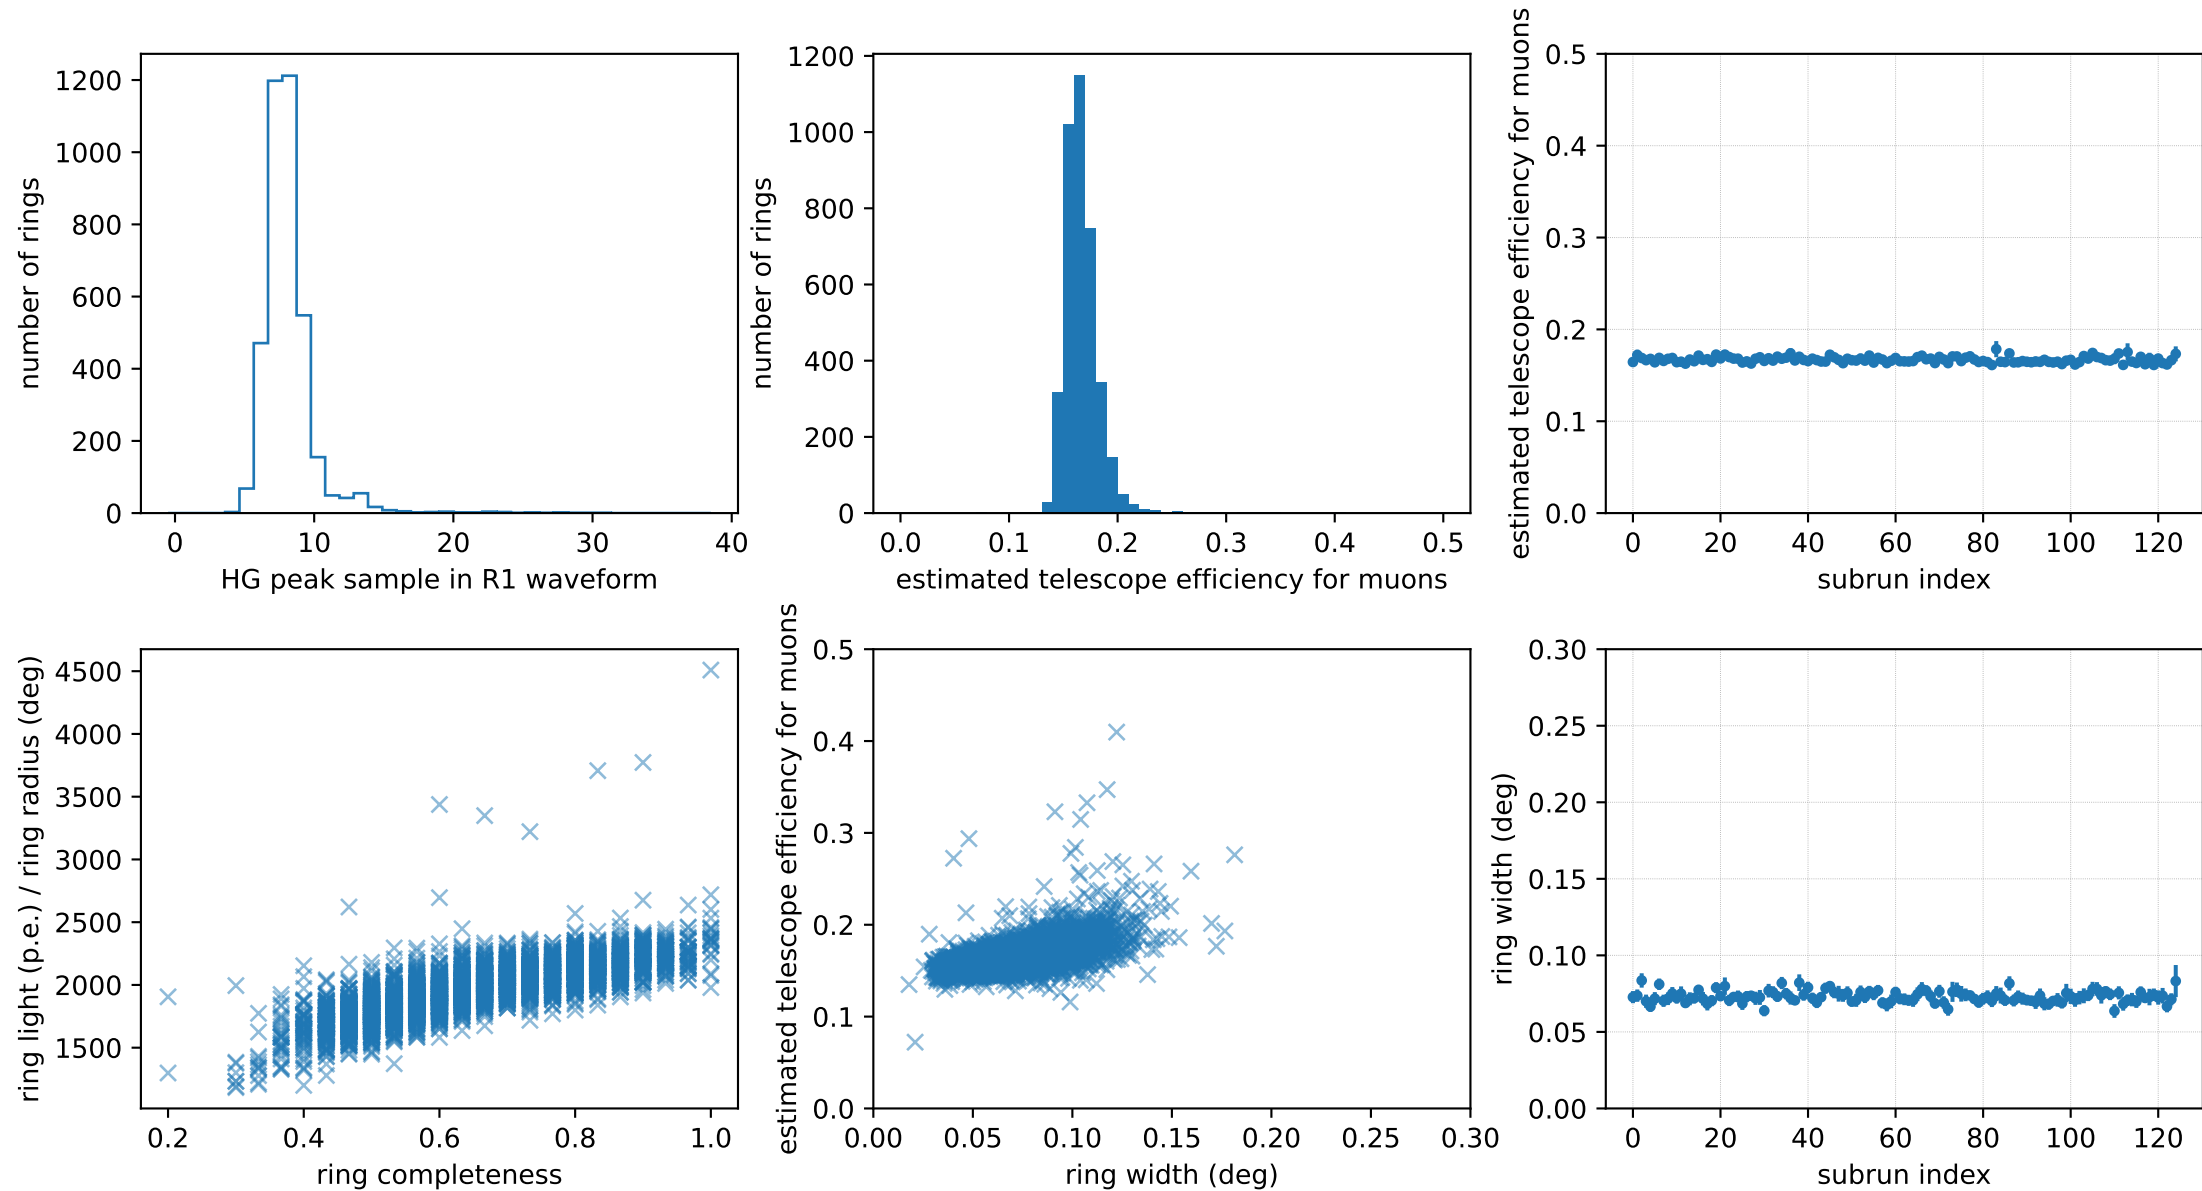 1200
1000
800
600
400
200
0
number of rings
0 10 20 30 40
HG peak sample in R1 waveform
1200
1000
800
600
400
200
0
number of rings
0.0 0.1 0.2 0.3 0.4 0.5
estimated telescope efficiency for muons
0.5
0.4
0.3
0.2
0.1
0.0
estimated telescope efficiency for muons
0 20 40 60 80 100 120
subrun index
4500
4000
3500
3000
2500
2000
1500
ring light (p.e.) / ring radius (deg)
0.2 0.4 0.6 0.8 1.0
ring completeness
0.5
0.4
0.3
0.2
0.1
0.0
estimated telescope efficiency for muons
0.00 0.05 0.10 0.15 0.20 0.25 0.30
ring width (deg)
0.30
0.25
0.20
0.15
0.10
0.05
0.00
ring width (deg)
0 20 40 60 80 100 120
subrun index